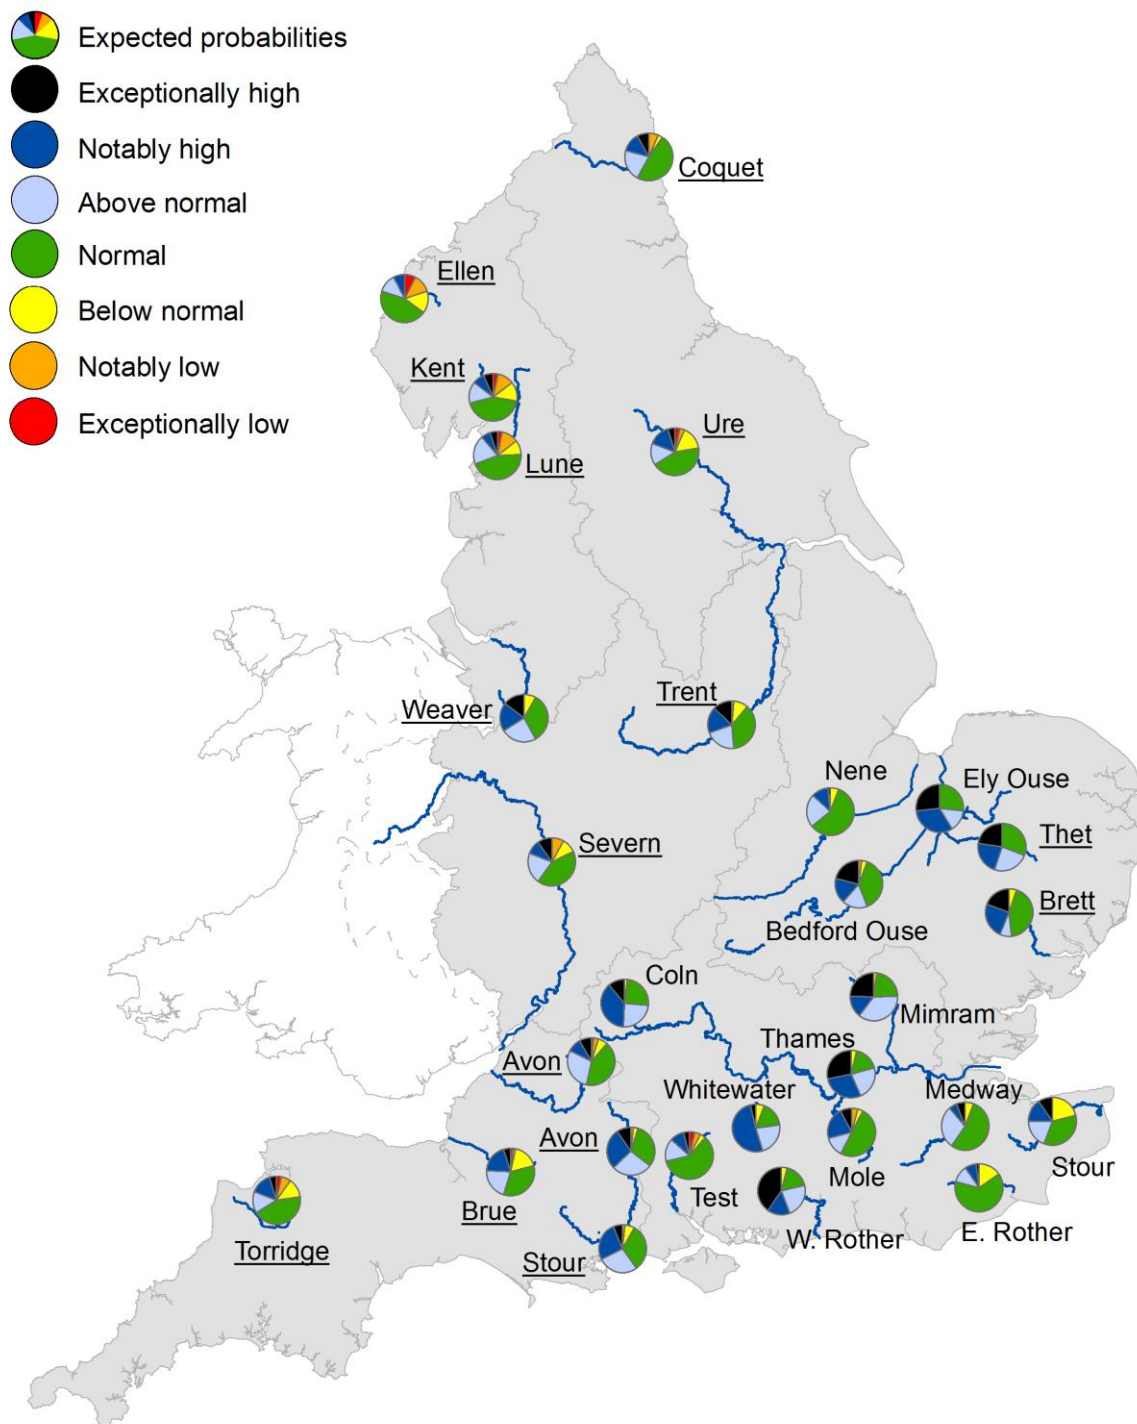 Expected probabilities
Exceptionally high
Notably high
Above normal
Normal
Below normal
Notably low
Exceptionally low
Coquet
Ellen
Kent
Ure
Lune
Weaver
Trent
Nene
Ely Ouse
Thet
Severn
Brett
Bedford Ouse
Coln
Mimram
Thames
Avon
Whitewater
Medway
Avon
Mole
Stour
Brue
Test
W. Rother
E. Rother
Torridge
Stour